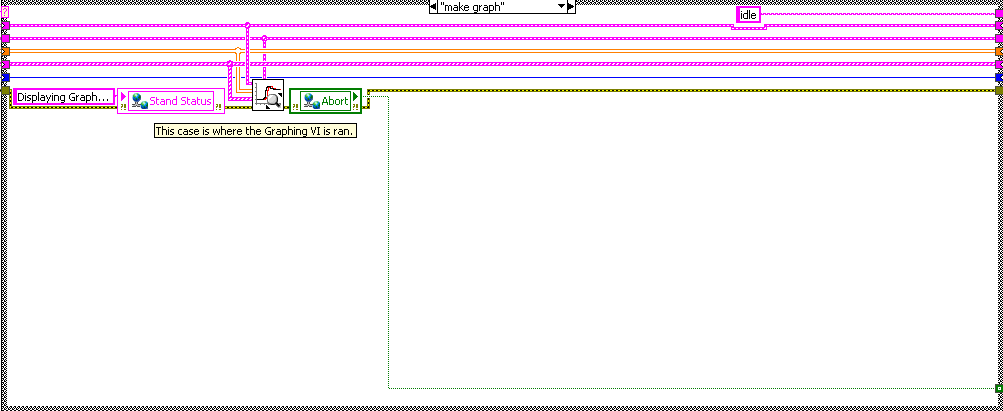 "make graph"
?
idle
Displaying Graph...
Stand Status
Abort
?!
?!
?!
?!
This case is where the Graphing VI is ran.